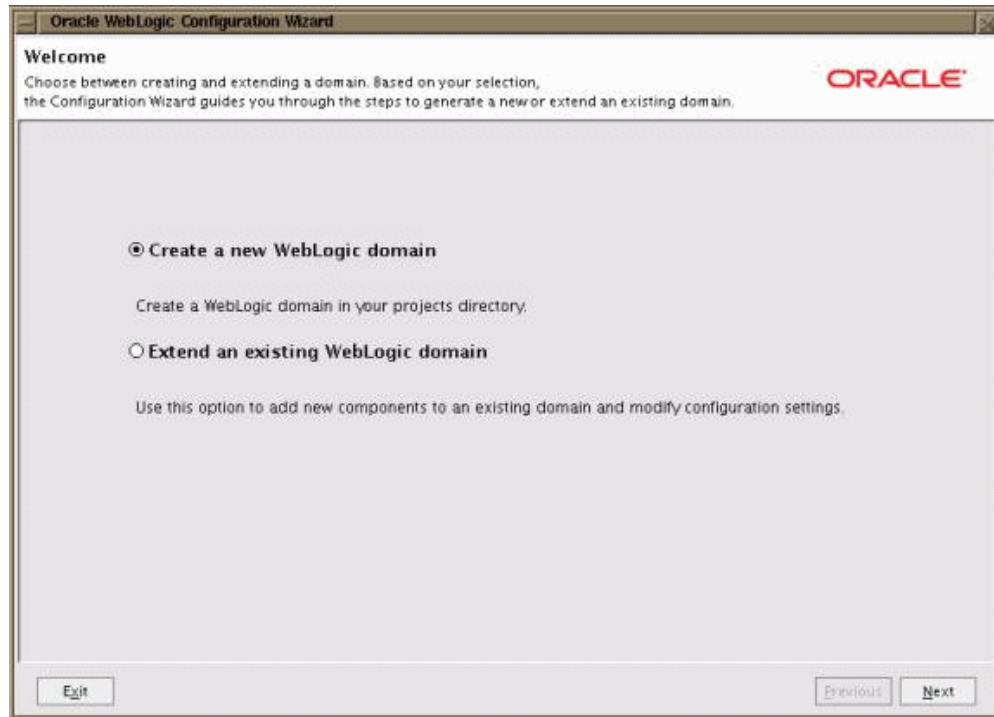 Oracle WebLogic Configuration Wizard
Welcome
Choose between creating and extending a domain. Based on your selection,
the Configuration Wizard guides you through the steps to generate a new or extend an existing domain.
ORACLE
Create a new WebLogic domain
Create a WebLogic domain in your projects directory.
Extend an existing WebLogic domain
Use this option to add new components to an existing domain and modify configuration settings.
Exit
Previous
Next